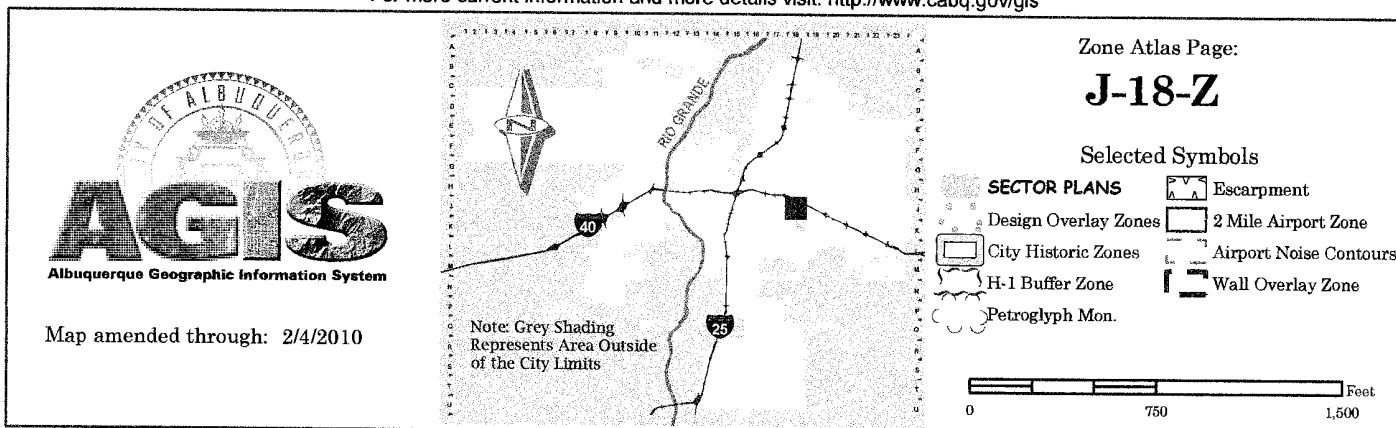 For more current information and more details visit: http://www.cabq.gov/gis
OF ALBUQUERQUE
AGIS
Albuquerque Geographic Information System
Map amended through: 2/4/2010
RIO GRANDE
N
40
25
Note: Grey Shading
Represents Area Outside
of the City Limits
Zone Atlas Page:
J-18-Z
Selected Symbols
SECTOR PLANS
Escarpment
Design Overlay Zones
2 Mile Airport Zone
City Historic Zones
Airport Noise Contours
H-1 Buffer Zone
Wall Overlay Zone
Petroglyph Mon.
Feet
0
750
1,500